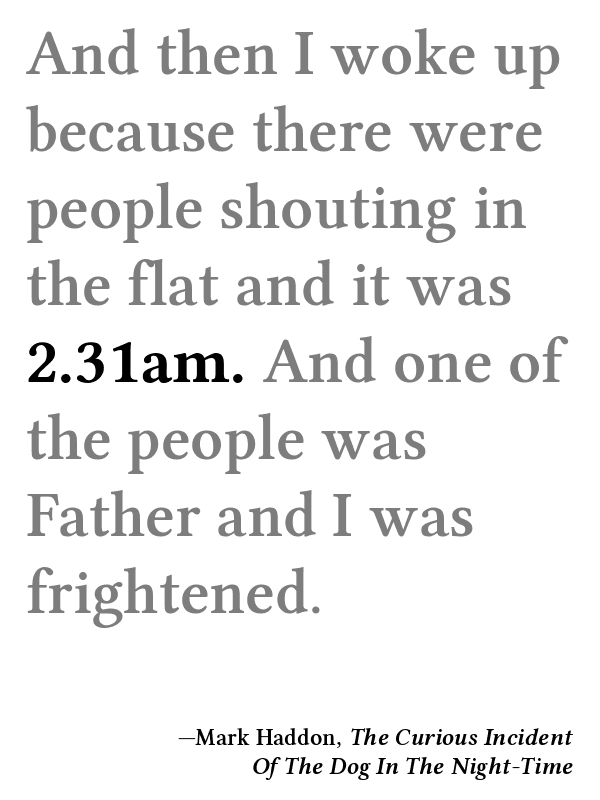 And then I woke up
because there were
people shouting in
the flat and it was
2.31am. And one of
the people was
Father and I was
frightened.
—Mark Haddon, The Curious Incident
Of The Dog In The Night-Time